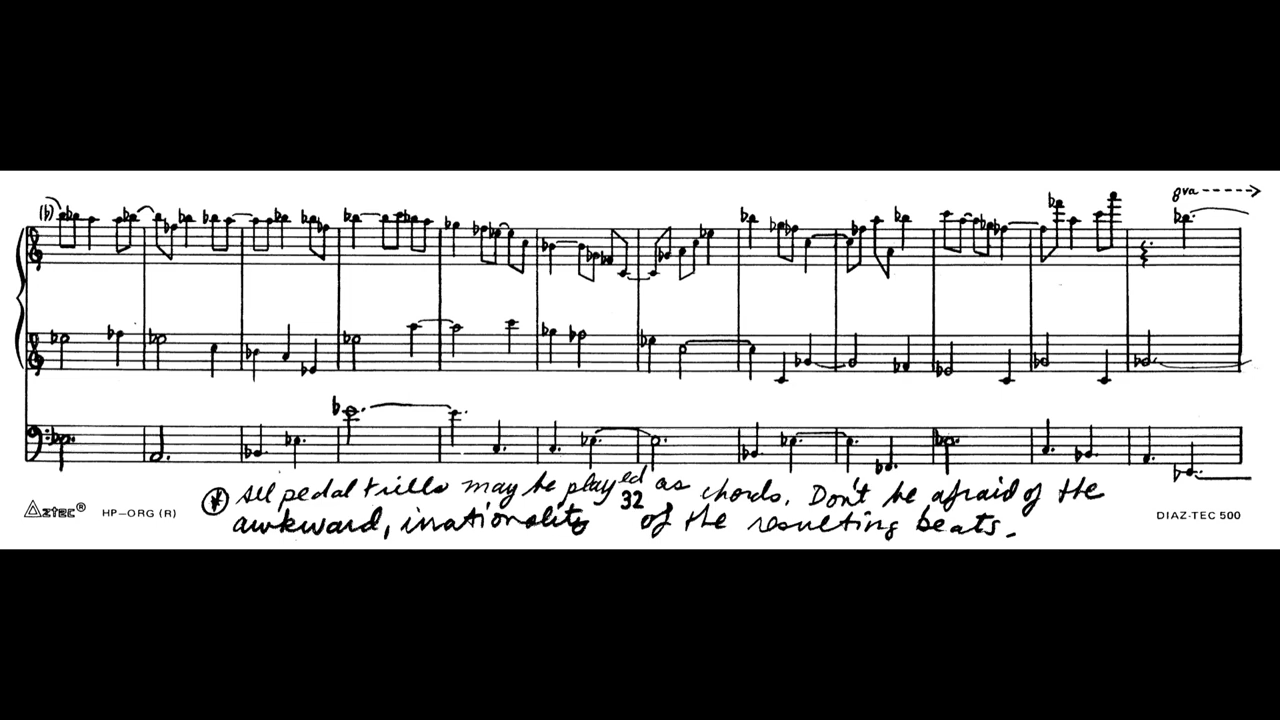 (b)
8va
⊛ All pedal trills may be played as chords. Don't be afraid of the
awkward, irrationality of the resulting beats.
32
Aztec® HP-ORG (R)
DIAZ-TEC 500